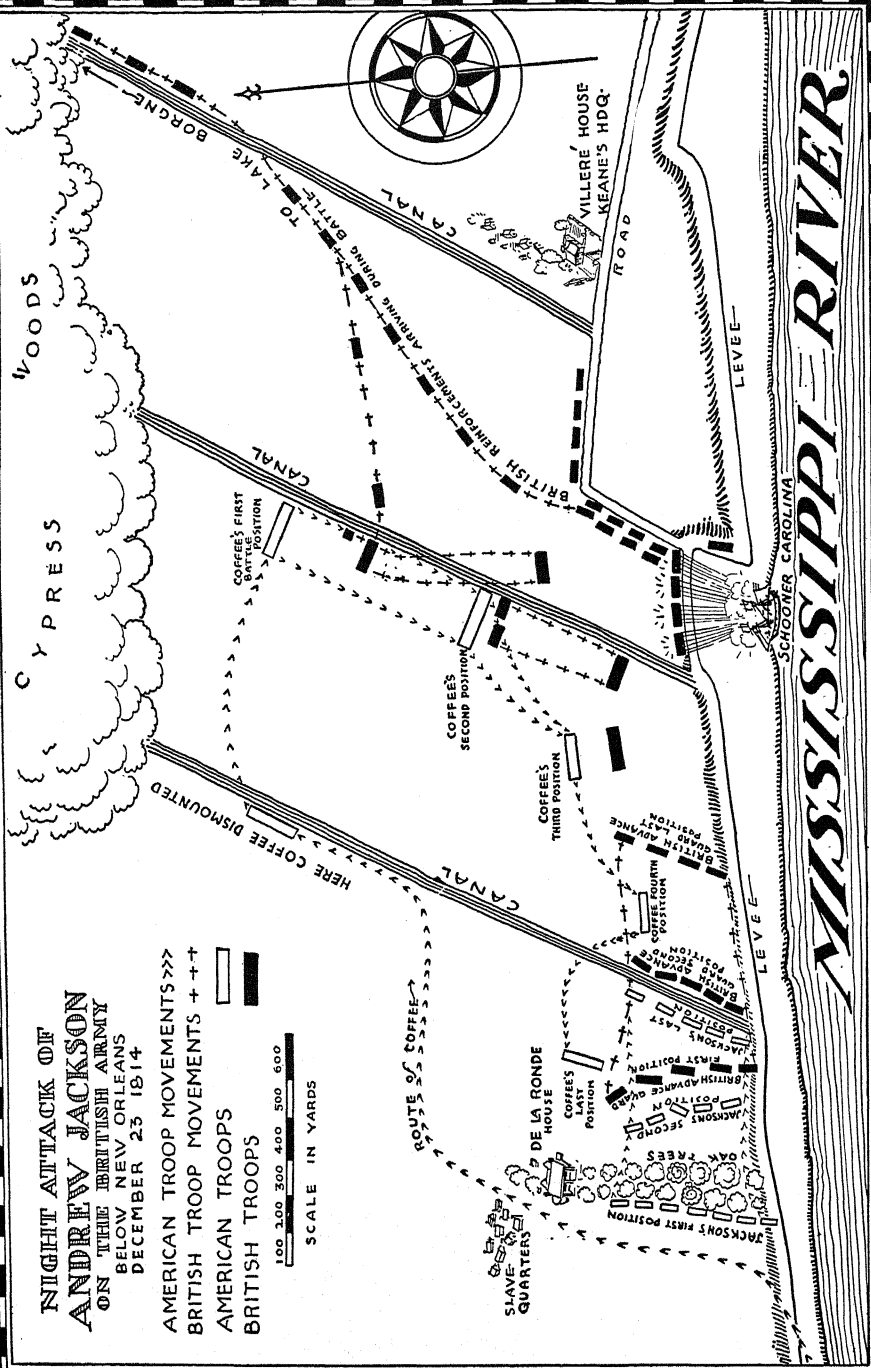 NIGHT ATTACK OF
ANDREW JACKSON
ON THE BRITISH ARMY
BELOW NEW ORLEANS
DECEMBER 23 1814
AMERICAN TROOP MOVEMENTS >>>
BRITISH TROOP MOVEMENTS +++
AMERICAN TROOPS
BRITISH TROOPS
100 200 300 400 500 600
SCALE IN YARDS
CYPRESS
WOODS
HERE COFFEE DISMOUNTED
ROUTE OF COFFEE
CANAL
COFFEE'S FIRST
BATTLE
POSITION
CANAL
TO LAKE BORGNE
CANAL
BRITISH REINFORCEMENTS ARRIVING DURING BATTLE
COFFEE'S
SECOND POSITION
COFFEE'S
THIRD POSITION
COFFEE FOURTH
POSITION
COFFEE'S
LAST
POSITION
VILLERÉ HOUSE
KEANE'S HDQ.
ROAD
SLAVE
QUARTERS
DE LA RONDE
HOUSE
OAK TREES
JACKSON'S FIRST POSITION
JACKSON'S SECOND
POSITION
BRITISH ADVANCE GUARD
FIRST POSITION
JACKSON'S LAST
POSITION
BRITISH ADVANCE
GUARD SECOND
POSITION
BRITISH ADVANCE
GUARD LAST
POSITION
LEVEE
LEVEE
SCHOONER CAROLINA
MISSISSIPPI RIVER